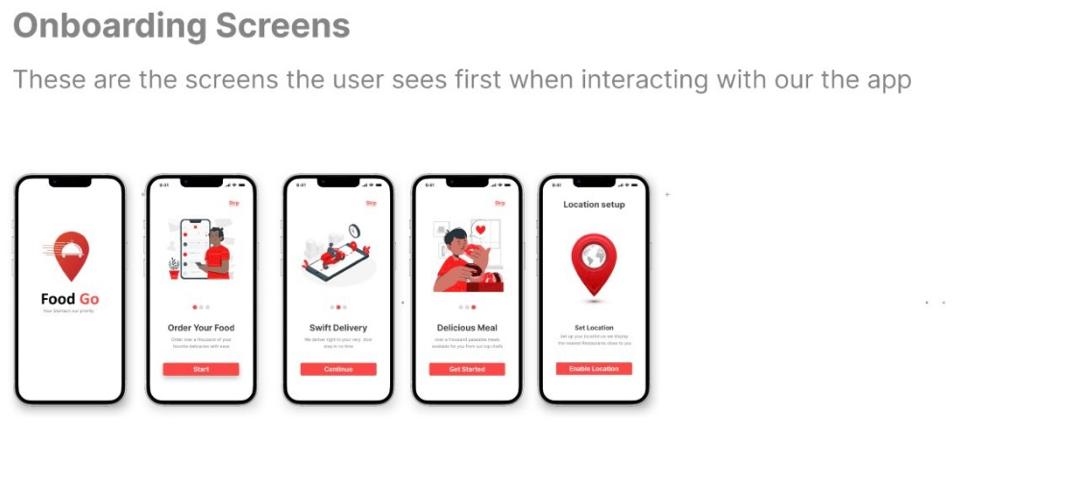 Onboarding Screens
These are the screens the user sees first when interacting with our the app
Food Go
Your Stomach our priority
9:41
Skip
Order Your Food
Order over a thousand of your
favorite delicacies with ease
Start
9:41
Skip
Swift Delivery
We deliver right to your very door
step in no time
Continue
9:41
Skip
Delicious Meal
over a thousand palatable meals
available for you from our top chefs
Get Started
9:41
Location setup
Set Location
Set up your location so we display
the nearest Restaurants close to you
Enable Location